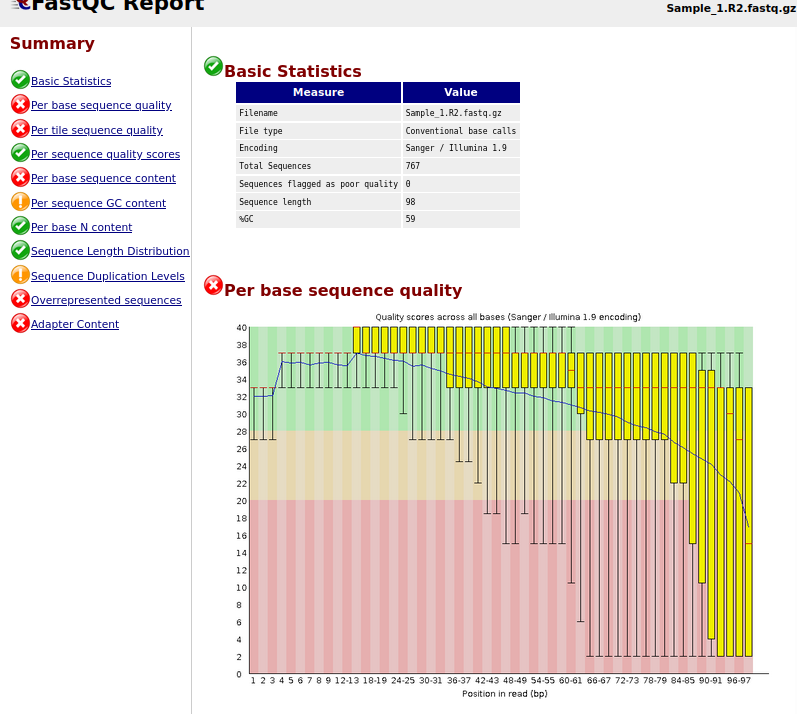 FastQC Report
Sample_1.R2.fastq.gz
Summary
Basic Statistics
Per base sequence quality
Per tile sequence quality
Per sequence quality scores
Per base sequence content
Per sequence GC content
Per base N content
Sequence Length Distribution
Sequence Duplication Levels
Overrepresented sequences
Adapter Content
Basic Statistics
Measure Value
Filename Sample_1.R2.fastq.gz
File type Conventional base calls
Encoding Sanger / Illumina 1.9
Total Sequences 767
Sequences flagged as poor quality 0
Sequence length 98
%GC 59
Per base sequence quality
Quality scores across all bases (Sanger / Illumina 1.9 encoding)
40
38
36
34
32
30
28
26
24
22
20
18
16
14
12
10
8
6
4
2
0
1 2 3 4 5 6 7 8 9 12-13 18-19 24-25 30-31 36-37 42-43 48-49 54-55 60-61 66-67 72-73 78-79 84-85 90-91 96-97
Position in read (bp)